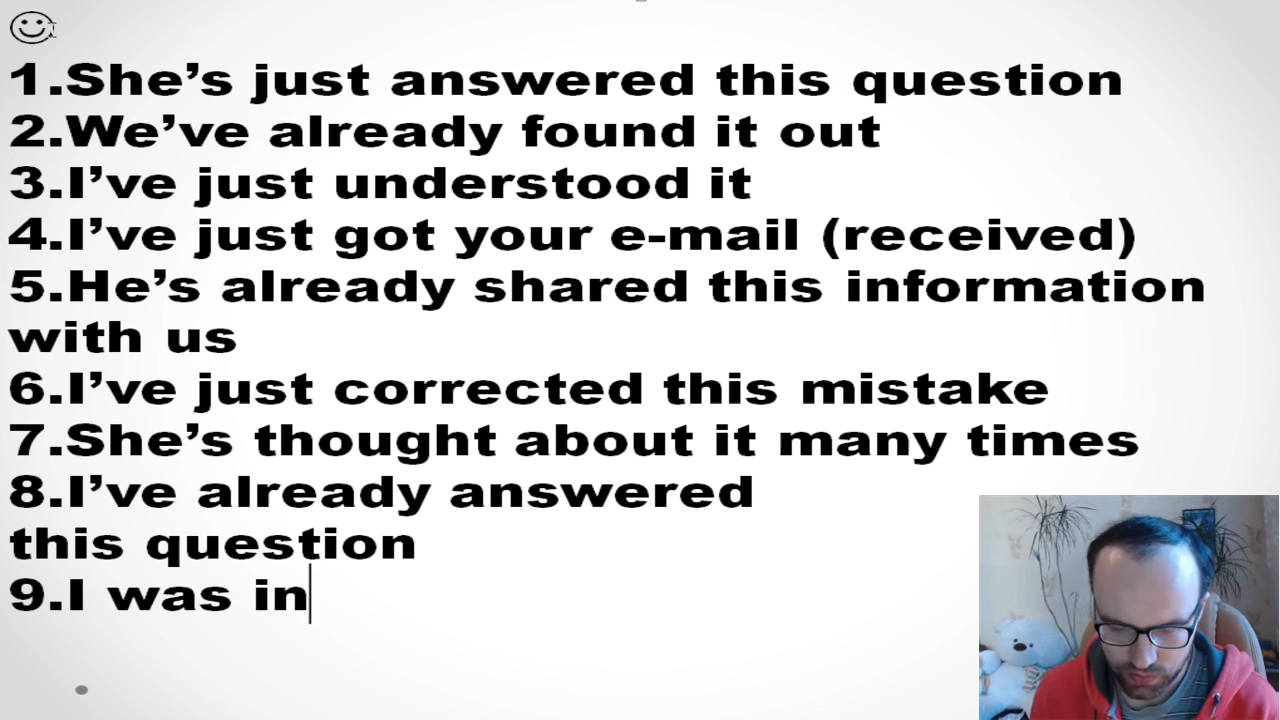 1.She’s just answered this question
2.We’ve already found it out
3.I’ve just understood it
4.I’ve just got your e-mail (received)
5.He’s already shared this information
with us
6.I’ve just corrected this mistake
7.She’s thought about it many times
8.I’ve already answered
this question
9.I was in